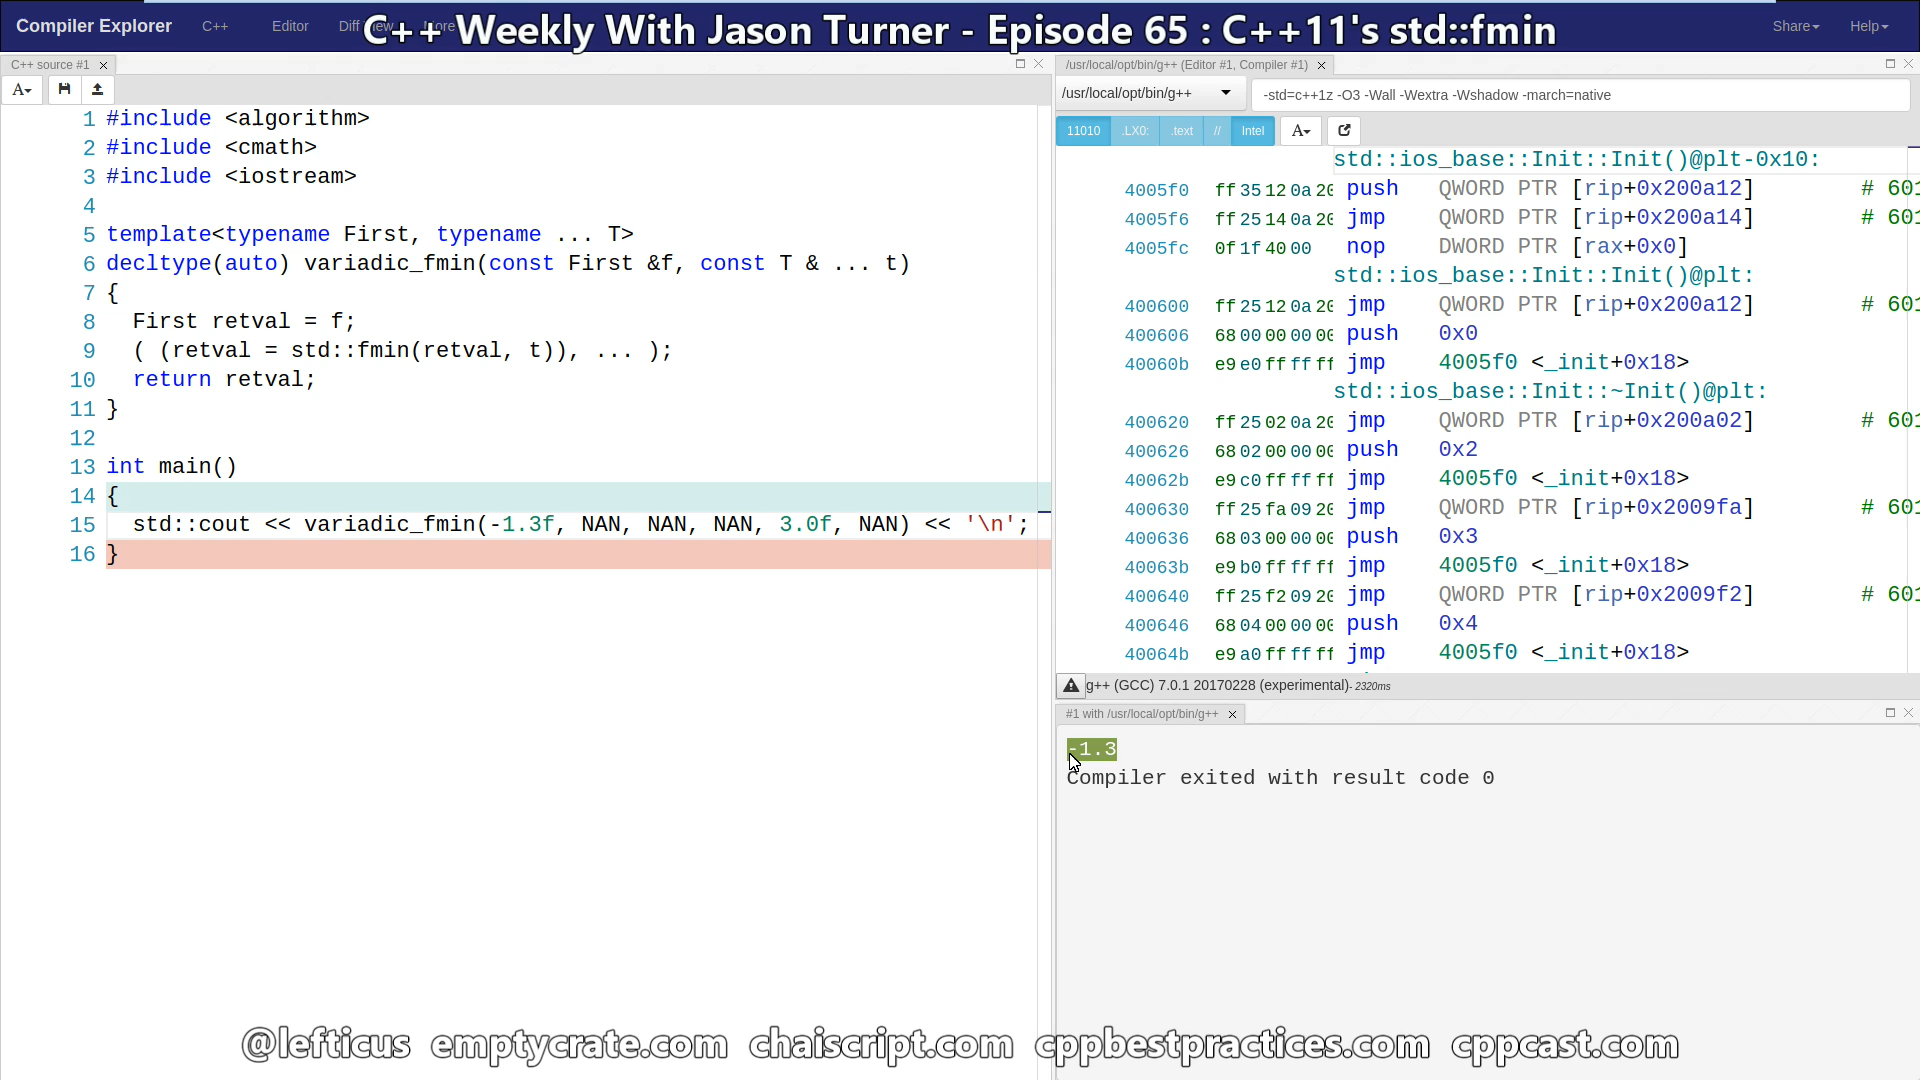 Compiler Explorer C++ Editor Diff View More Share Help
C++ Weekly With Jason Turner - Episode 65 : C++11's std::fmin
C++ source #1
A
1 #include <algorithm>
2 #include <cmath>
3 #include <iostream>
4
5 template<typename First, typename ... T>
6 decltype(auto) variadic_fmin(const First &f, const T & ... t)
7 {
8 First retval = f;
9 ( (retval = std::fmin(retval, t)), ... );
10 return retval;
11 }
12
13 int main()
14 {
15 std::cout << variadic_fmin(-1.3f, NAN, NAN, NAN, 3.0f, NAN) << '\n';
16 }
/usr/local/opt/bin/g++ (Editor #1, Compiler #1)
/usr/local/opt/bin/g++ -std=c++1z -O3 -Wall -Wextra -Wshadow -march=native
11010 .LX0: .text // Intel A
std::ios_base::Init::Init()@plt-0x10:
4005f0 ff 35 12 0a 20 push QWORD PTR [rip+0x200a12] # 601
4005f6 ff 25 14 0a 20 jmp QWORD PTR [rip+0x200a14] # 601
4005fc 0f 1f 40 00 nop DWORD PTR [rax+0x0]
std::ios_base::Init::Init()@plt:
400600 ff 25 12 0a 20 jmp QWORD PTR [rip+0x200a12] # 601
400606 68 00 00 00 00 push 0x0
40060b e9 e0 ff ff ff jmp 4005f0 <_init+0x18>
std::ios_base::Init::~Init()@plt:
400620 ff 25 02 0a 20 jmp QWORD PTR [rip+0x200a02] # 601
400626 68 02 00 00 00 push 0x2
40062b e9 c0 ff ff ff jmp 4005f0 <_init+0x18>
400630 ff 25 fa 09 20 jmp QWORD PTR [rip+0x2009fa] # 601
400636 68 03 00 00 00 push 0x3
40063b e9 b0 ff ff ff jmp 4005f0 <_init+0x18>
400640 ff 25 f2 09 20 jmp QWORD PTR [rip+0x2009f2] # 601
400646 68 04 00 00 00 push 0x4
40064b e9 a0 ff ff ff jmp 4005f0 <_init+0x18>
g++ (GCC) 7.0.1 20170228 (experimental)- 2320ms
#1 with /usr/local/opt/bin/g++
-1.3
Compiler exited with result code 0
@lefticus emptycrate.com chaiscript.com cppbestpractices.com cppcast.com